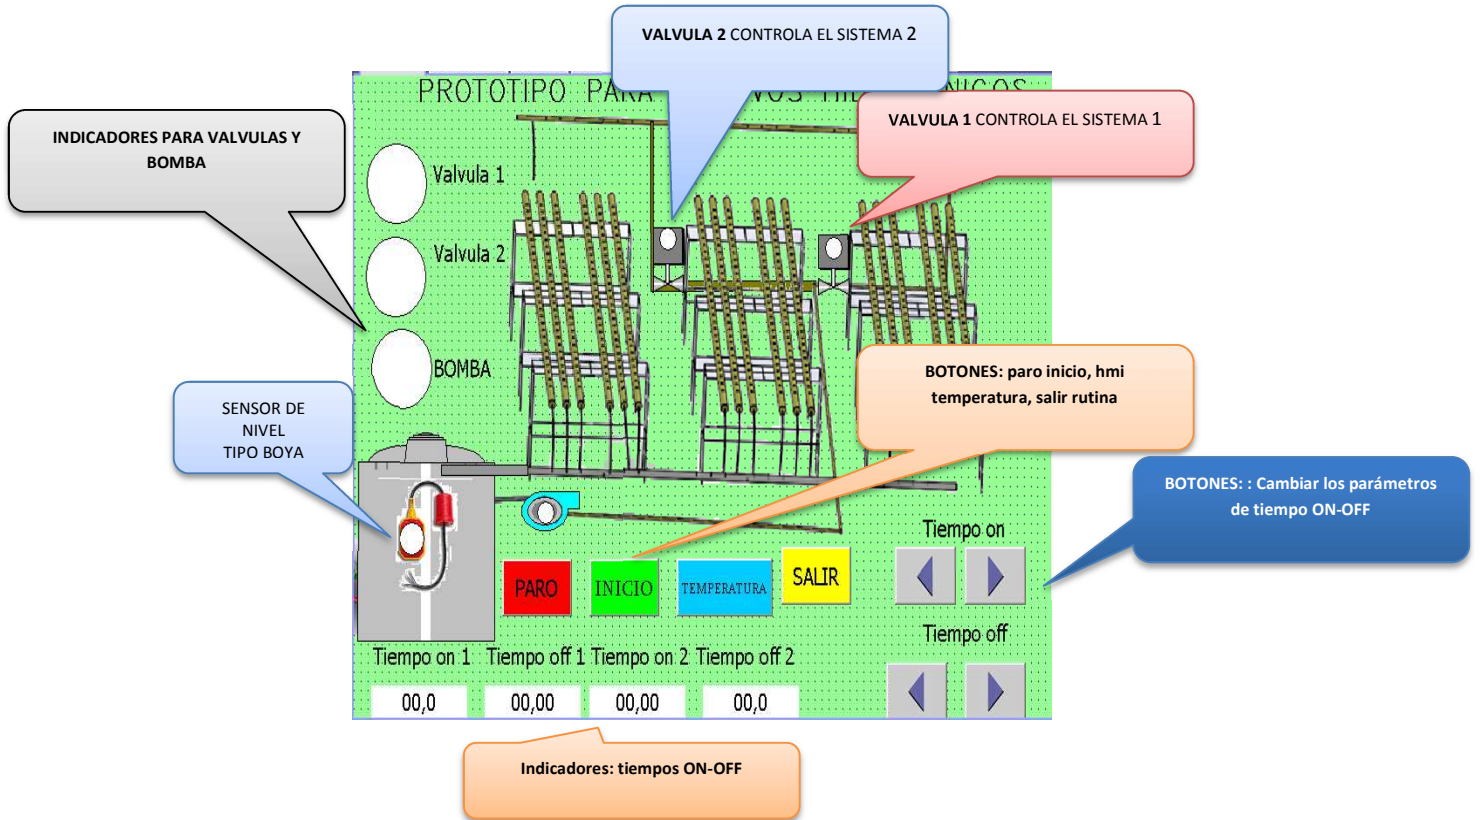 VALVULA 2 CONTROLA EL SISTEMA 2
PROTOTIPO PARA
VALVULA 1 CONTROLA EL SISTEMA 1
INDICADORES PARA VALVULAS Y
BOMBA
Valvula 1
Valvula 2
BOMBA
BOTONES: paro inicio, hmi
temperatura, salir rutina
SENSOR DE
NIVEL
TIPO BOYA
BOTONES: : Cambiar los parámetros
de tiempo ON-OFF
Tiempo on
PARO
INICIO
TEMPERATURA
SALIR
Tiempo off
Tiempo on 1
Tiempo off 1
Tiempo on 2
Tiempo off 2
00,0
00,00
00,00
00,0
Indicadores: tiempos ON-OFF